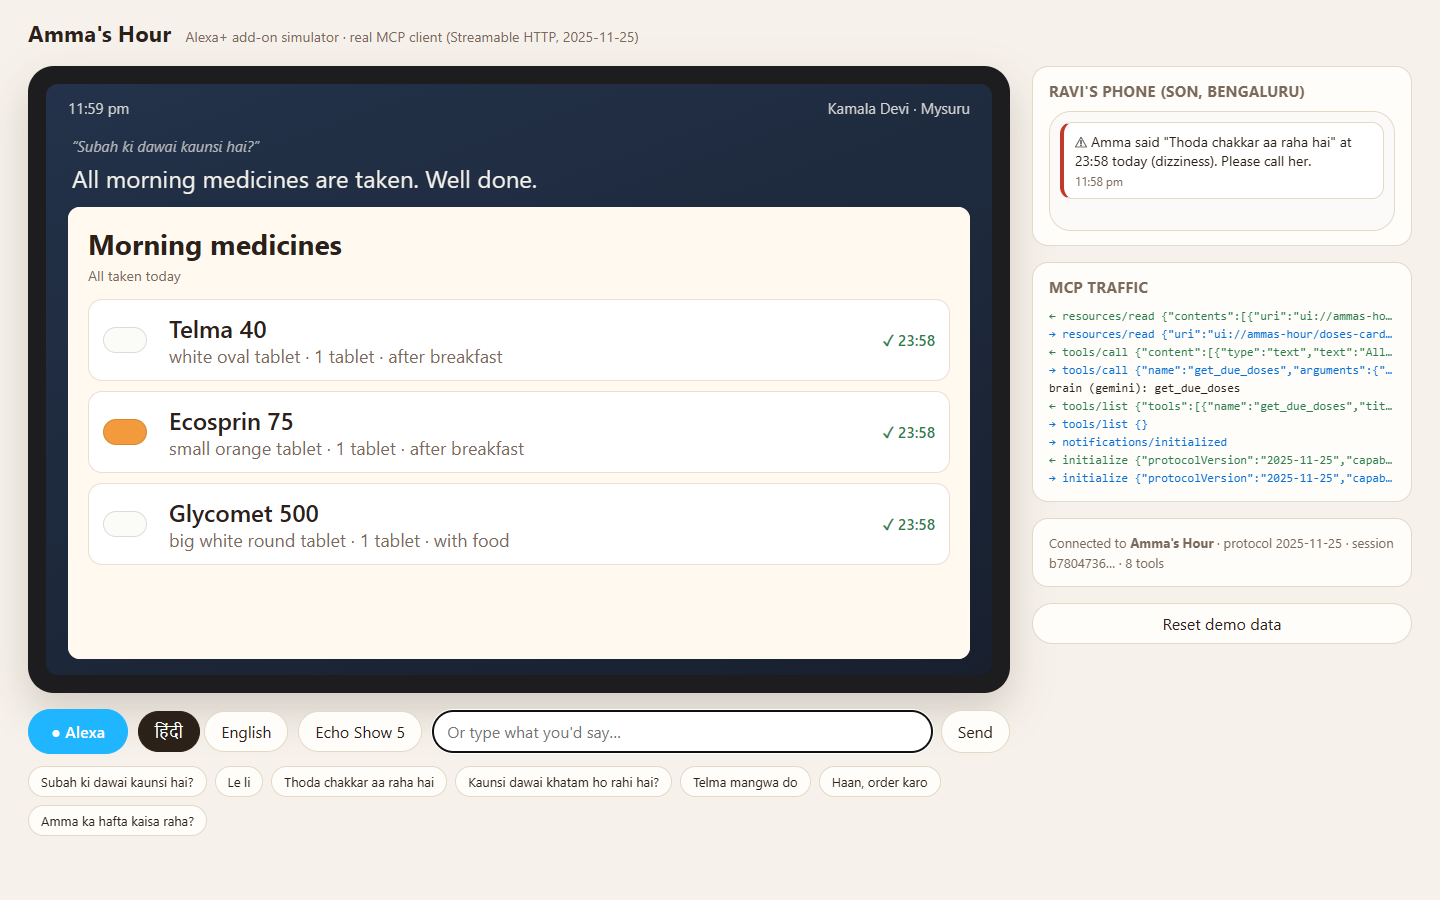 Amma's Hour
Alexa+ add-on simulator · real MCP client (Streamable HTTP, 2025-11-25)
11:59 pm
Kamala Devi · Mysuru
“Subah ki dawai kaunsi hai?”
All morning medicines are taken. Well done.
Morning medicines
All taken today
Telma 40
white oval tablet · 1 tablet · after breakfast
✓ 23:58
Ecosprin 75
small orange tablet · 1 tablet · after breakfast
✓ 23:58
Glycomet 500
big white round tablet · 1 tablet · with food
✓ 23:58
● Alexa
हिंदी
English
Echo Show 5
Or type what you'd say...
Send
Subah ki dawai kaunsi hai?
Le li
Thoda chakkar aa raha hai
Kaunsi dawai khatam ho rahi hai?
Telma mangwa do
Haan, order karo
Amma ka hafta kaisa raha?
RAVI'S PHONE (SON, BENGALURU)
⚠ Amma said "Thoda chakkar aa raha hai" at
23:58 today (dizziness). Please call her.
11:58 pm
MCP TRAFFIC
← resources/read {"contents":[{"uri":"ui://ammas-ho…
→ resources/read {"uri":"ui://ammas-hour/doses-card…
← tools/call {"content":[{"type":"text","text":"All…
→ tools/call {"name":"get_due_doses","arguments":{"…
brain (gemini): get_due_doses
← tools/list {"tools":[{"name":"get_due_doses","tit…
→ tools/list {}
→ notifications/initialized
← initialize {"protocolVersion":"2025-11-25","capab…
→ initialize {"protocolVersion":"2025-11-25","capab…
Connected to Amma's Hour · protocol 2025-11-25 · session
b7804736... · 8 tools
Reset demo data